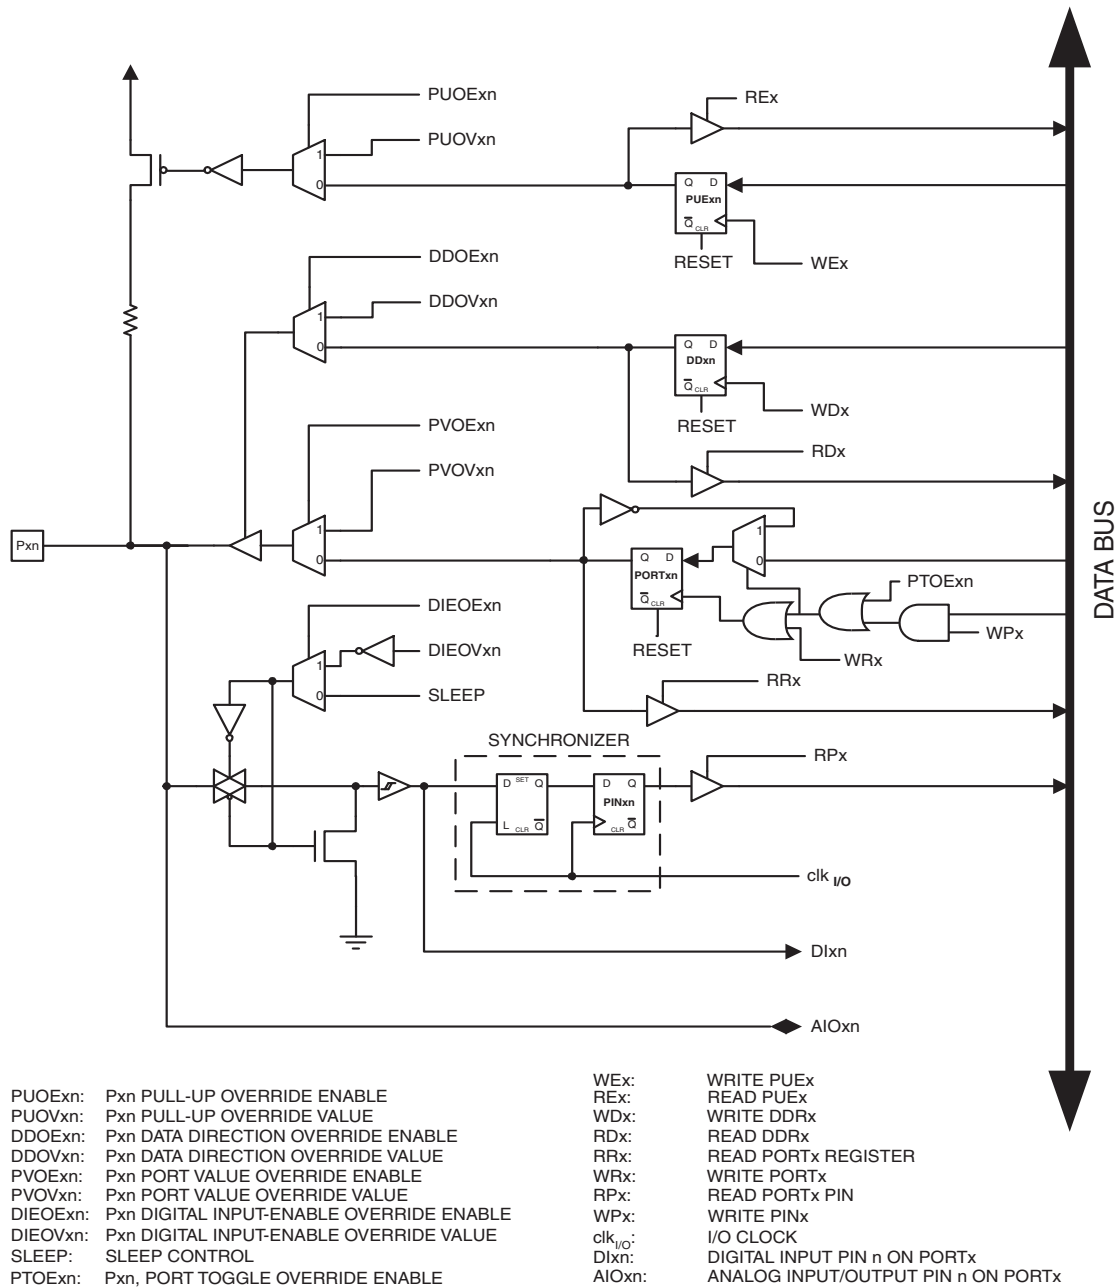 PUOExn
REx
PUOVxn
1
0
Q D
PUExn
Q CLR
RESET
WEx
DDOExn
DDOVxn
1
0
Q D
DDxn
Q CLR
RESET
WDx
PVOExn
RDx
PVOVxn
DATA BUS
Pxn
1
0
1
0
Q D
PORTxn
Q CLR
RESET
PTOExn
WPx
WRx
DIEOExn
DIEOVxn
1
0
SLEEP
RRx
SYNCHRONIZER
RPx
D SET Q
L CLR Q
D Q
PINxn
CLR Q
clk I/O
DIxn
AIOxn
PUOExn: Pxn PULL-UP OVERRIDE ENABLE
PUOVxn: Pxn PULL-UP OVERRIDE VALUE
DDOExn: Pxn DATA DIRECTION OVERRIDE ENABLE
DDOVxn: Pxn DATA DIRECTION OVERRIDE VALUE
PVOExn: Pxn PORT VALUE OVERRIDE ENABLE
PVOVxn: Pxn PORT VALUE OVERRIDE VALUE
DIEOExn: Pxn DIGITAL INPUT-ENABLE OVERRIDE ENABLE
DIEOVxn: Pxn DIGITAL INPUT-ENABLE OVERRIDE VALUE
SLEEP: SLEEP CONTROL
PTOExn: Pxn, PORT TOGGLE OVERRIDE ENABLE
WEx: WRITE PUEx
REx: READ PUEx
WDx: WRITE DDRx
RDx: READ DDRx
RRx: READ PORTx REGISTER
WRx: WRITE PORTx
RPx: READ PORTx PIN
WPx: WRITE PINx
clkI/O: I/O CLOCK
DIxn: DIGITAL INPUT PIN n ON PORTx
AIOxn: ANALOG INPUT/OUTPUT PIN n ON PORTx